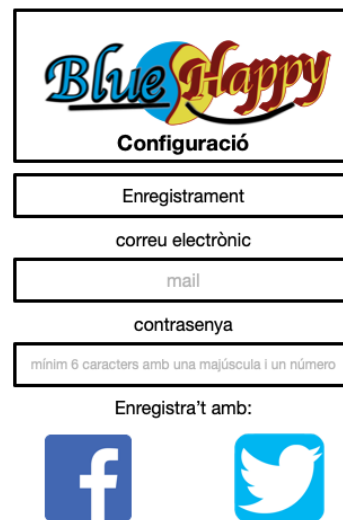 Blue Happy
Configuració
Enregistrament
correu electrònic
mail
contrasenya
mínim 6 caracters amb una majúscula i un número
Enregistra't amb:
f